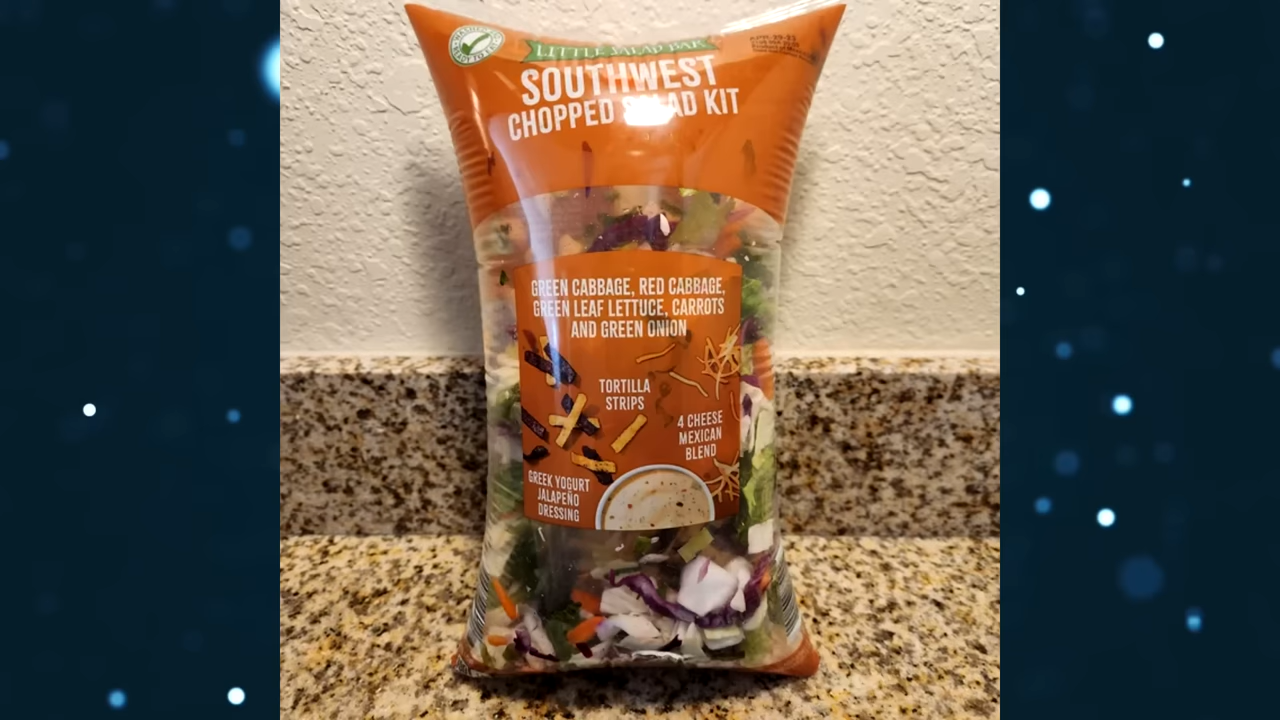 LITTLE SALAD BAR
SOUTHWEST
CHOPPED SALAD KIT
GREEN CABBAGE, RED CABBAGE,
GREEN LEAF LETTUCE, CARROTS
AND GREEN ONION
TORTILLA
STRIPS
4 CHEESE
MEXICAN
BLEND
GREEK YOGURT
JALAPEÑO
DRESSING